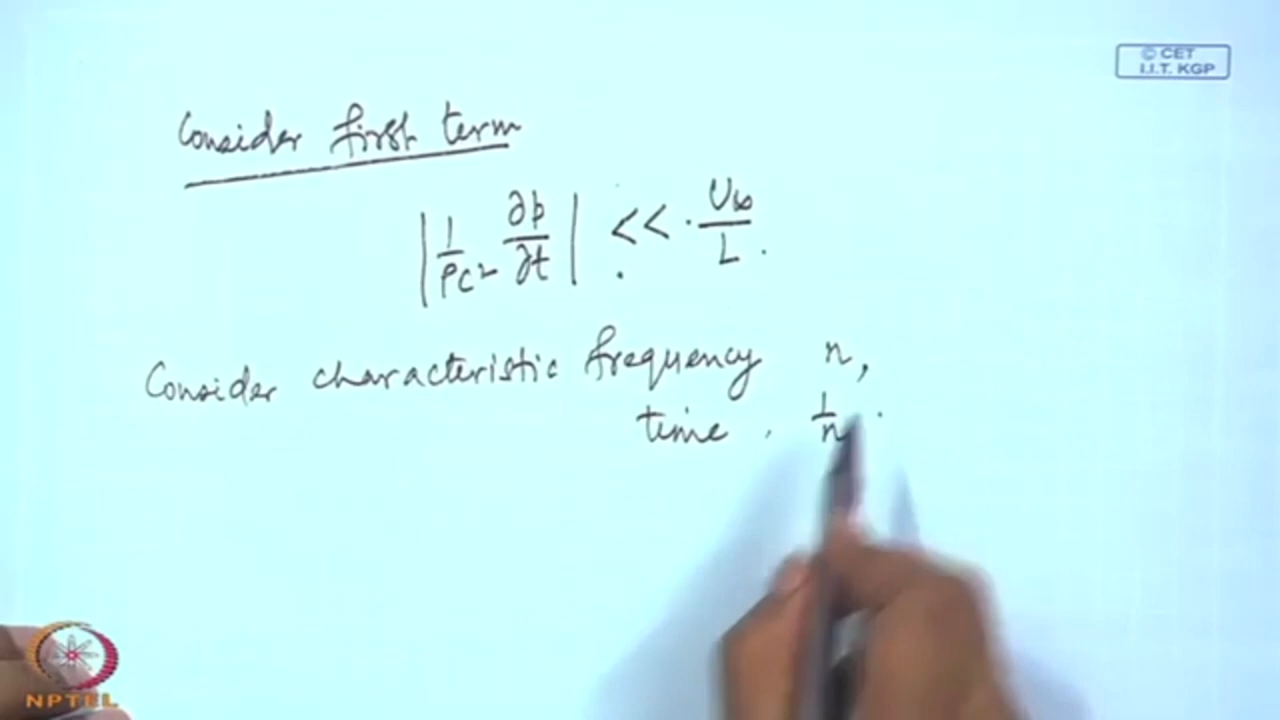 © CET
I.I.T. KGP
Consider first term
|1/ρc² ∂p/∂t| << U∞/L.
Consider characteristic frequency n,
time. 1/n
NPTEL